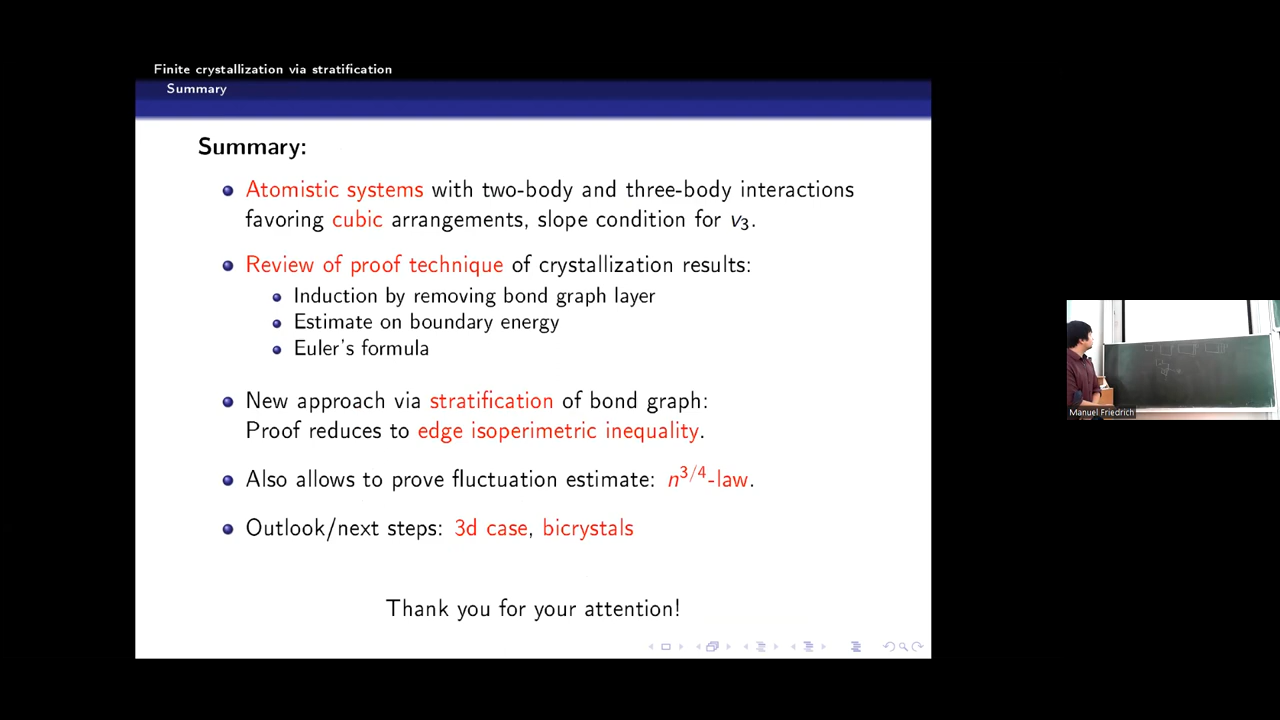 Finite crystallization via stratification
Summary
Summary:
Atomistic systems with two-body and three-body interactions
favoring cubic arrangements, slope condition for v₃.
Review of proof technique of crystallization results:
Induction by removing bond graph layer
Estimate on boundary energy
Euler's formula
New approach via stratification of bond graph:
Proof reduces to edge isoperimetric inequality.
Also allows to prove fluctuation estimate: n^{3/4}-law.
Outlook/next steps: 3d case, bicrystals
Thank you for your attention!
Manuel Friedrich